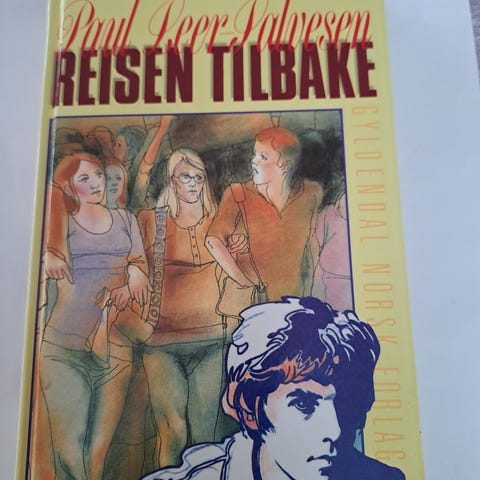 Paul Leer-Salvesen
REISEN TILBAKE
GYLDENDAL NORSK FORLAG